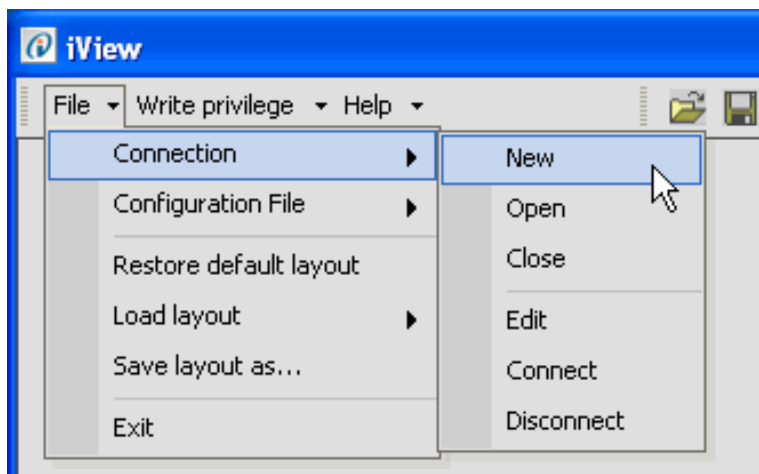 iView
File Write privilege Help
Connection
Configuration File
Restore default layout
Load layout
Save layout as...
Exit
New
Open
Close
Edit
Connect
Disconnect